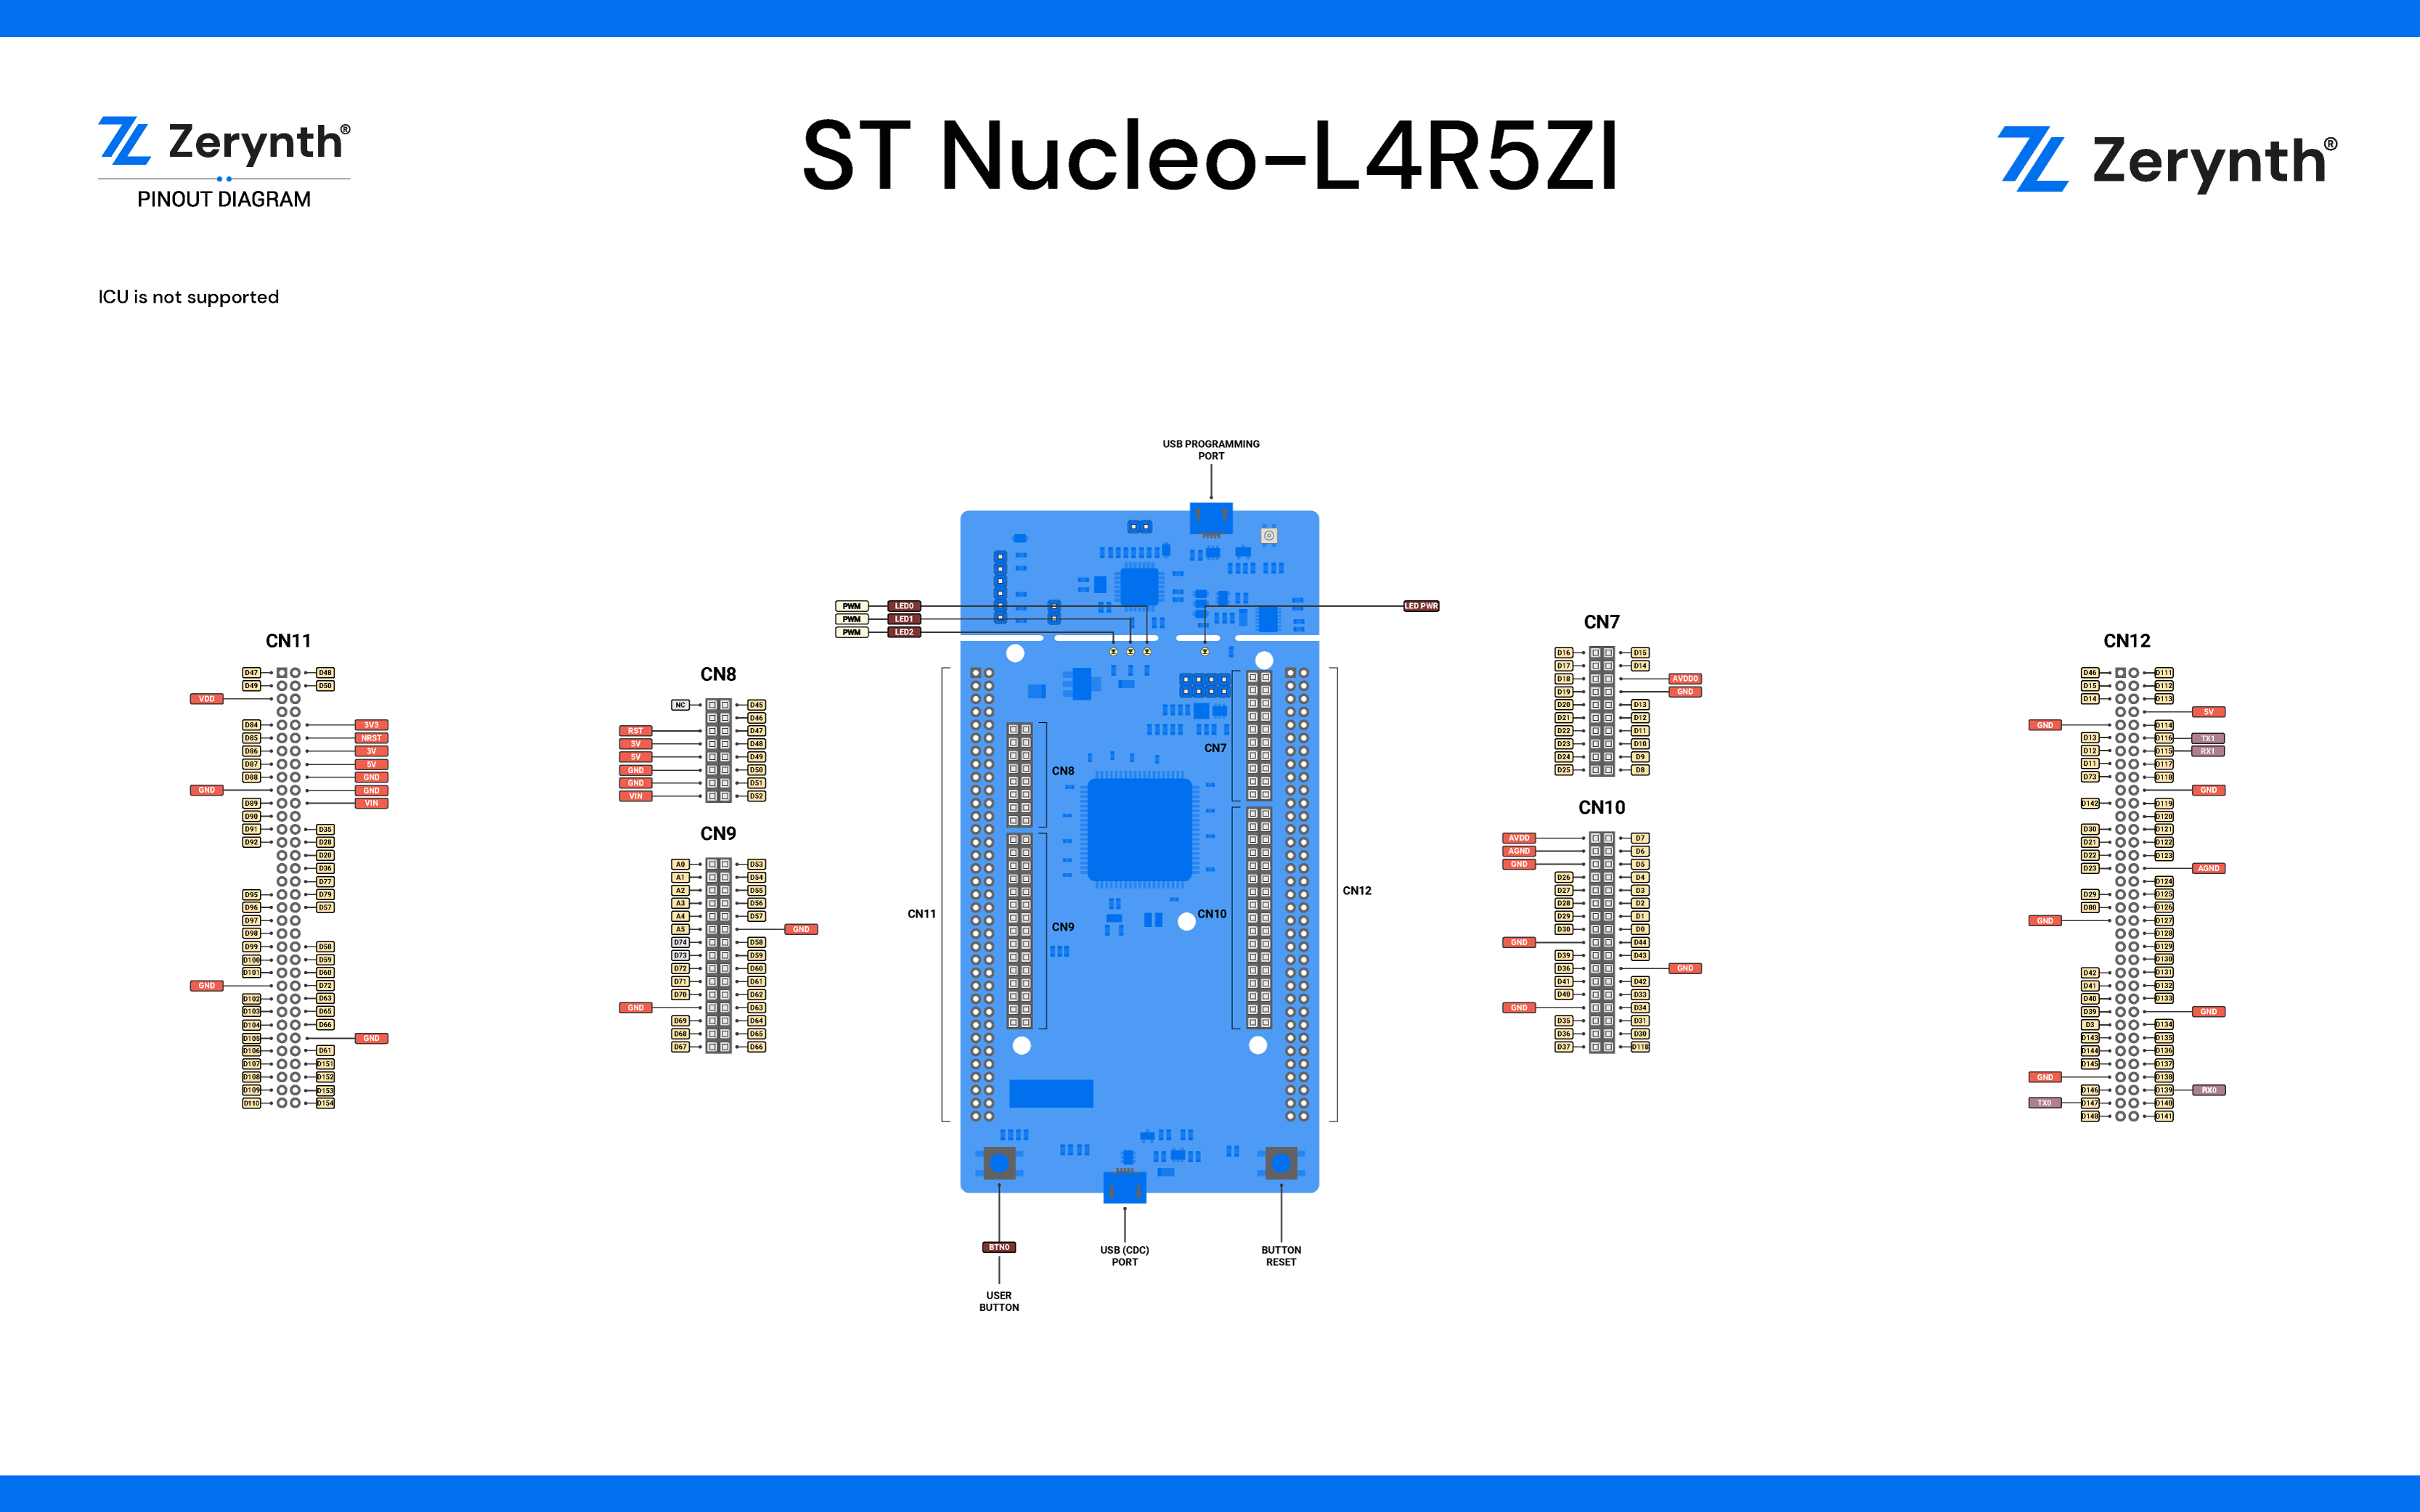 Zerynth®
PINOUT DIAGRAM
ST Nucleo-L4R5ZI
Zerynth®
ICU is not supported
USB PROGRAMMING
PORT
PWM LED0
PWM LED1
PWM LED2
LED PWR
CN11
D47 D48
D49 D50
VDD
D84 3V3
D85 NRST
D86 3V
D87 5V
D88 GND
GND GND
D89 VIN
D90
D91 D35
D92 D28
D20
D36
D77
D95 D79
D96 D57
D97
D98
D99 D58
D100 D59
D101 D60
GND D72
D102 D63
D103 D65
D104 D66
D105 GND
D106 D61
D107 D151
D108 D152
D109 D153
D110 D154
CN8
NC D45
D46
RST D47
3V D48
5V D49
GND D50
GND D51
VIN D52
CN9
A0 D53
A1 D54
A2 D55
A3 D56
A4 D57
A5 GND
D74 D58
D73 D59
D72 D60
D71 D61
D70 D62
GND D63
D69 D64
D68 D65
D67 D66
CN11
CN8
CN9
CN7
CN10
CN12
BTN0
USER
BUTTON
USB (CDC)
PORT
BUTTON
RESET
CN7
D16 D15
D17 D14
D18 AVDD0
D19 GND
D20 D13
D21 D12
D22 D11
D23 D10
D24 D9
D25 D8
CN10
AVDD D7
AGND D6
GND D5
D26 D4
D27 D3
D28 D2
D29 D1
D30 D0
GND D44
D39 D43
D36 GND
D41 D42
D40 D33
GND D34
D35 D31
D36 D30
D37 D118
CN12
D46 D111
D15 D112
D14 D113
5V
GND D114
D13 D116 TX1
D12 D115 RX1
D11 D117
D73 D118
GND
D142 D119
D120
D30 D121
D21 D122
D22 D123
D23 AGND
D124
D29 D125
D80 D126
GND D127
D128
D129
D130
D42 D131
D41 D132
D40 D133
D39 GND
D3 D134
D143 D135
D144 D136
D145 D137
GND D138
D146 D139 RX0
TX0 D147 D140
D148 D141